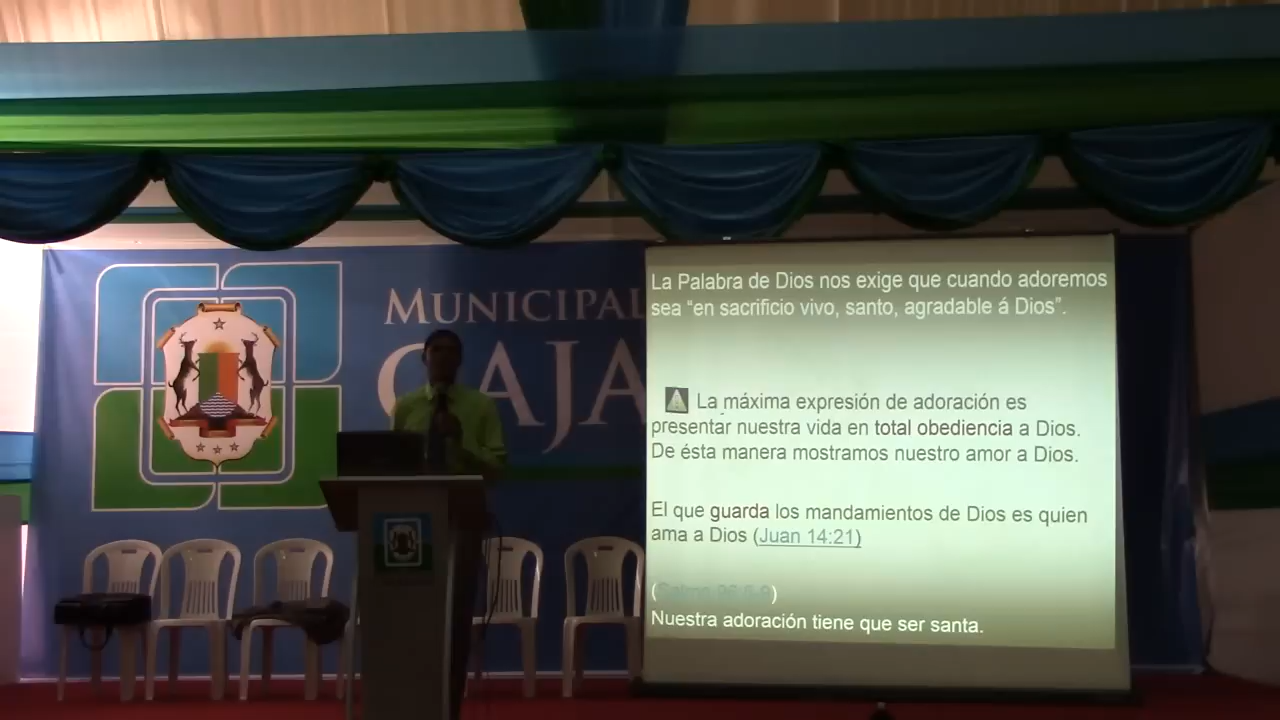 MUNICIPAL
CAJA
La Palabra de Dios nos exige que cuando adoremos
sea “en sacrificio vivo, santo, agradable á Dios”.
La máxima expresión de adoración es
presentar nuestra vida en total obediencia a Dios.
De ésta manera mostramos nuestro amor a Dios.
El que guarda los mandamientos de Dios es quien
ama a Dios (Juan 14:21)
Nuestra adoración tiene que ser santa.